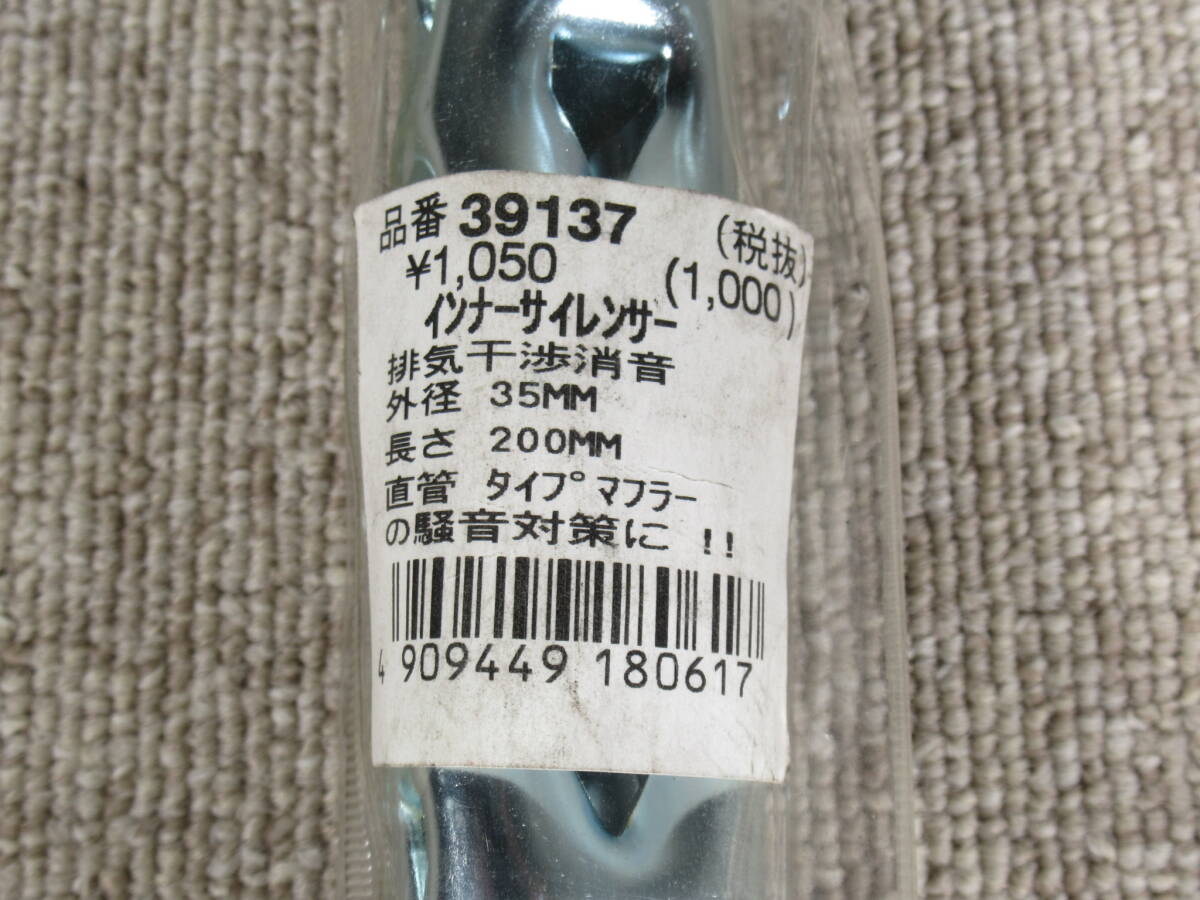 品番 39137 (税抜)
¥1,050 (1,000)
インナーサイレンサー
排気干渉消音
外径 35MM
長さ 200MM
直管 タイプマフラー
の騒音対策に !!
4 909449 180617